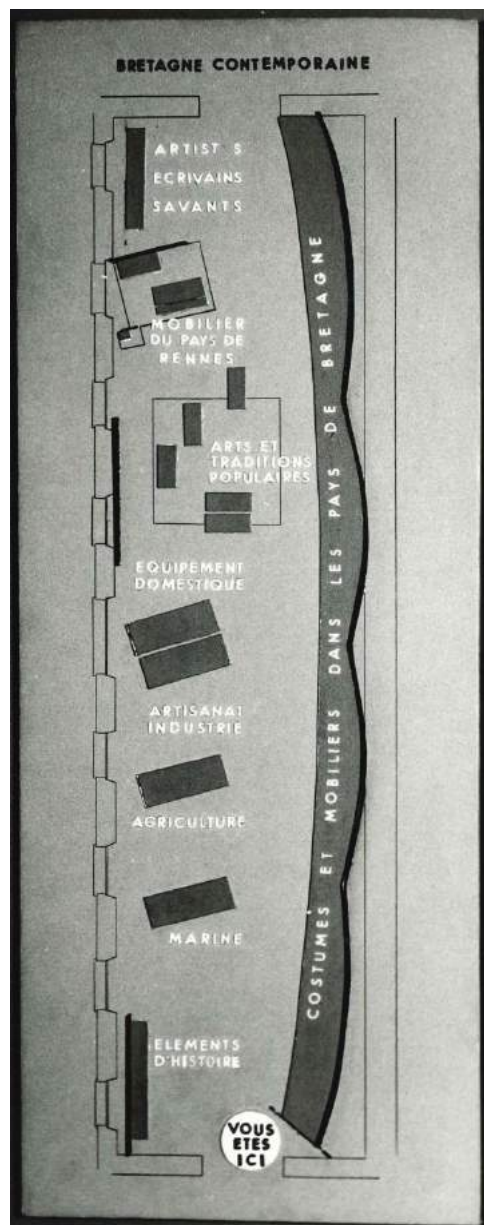 BRETAGNE CONTEMPORAINE
ARTIST S
ECRIVAINS
SAVANTS
MOBILIER
DU PAYS DE
RENNES
ARTS ET
TRADITIONS
POPULAIRES
EQUIPEMENT
DOMESTIQUE
ARTISANAT
INDUSTRIE
AGRICULTURE
MARINE
ELEMENTS
D'HISTOIRE
COSTUMES ET MOBILIERS DANS LES PAYS DE BRETAGNE
VOUS
ETES
ICI